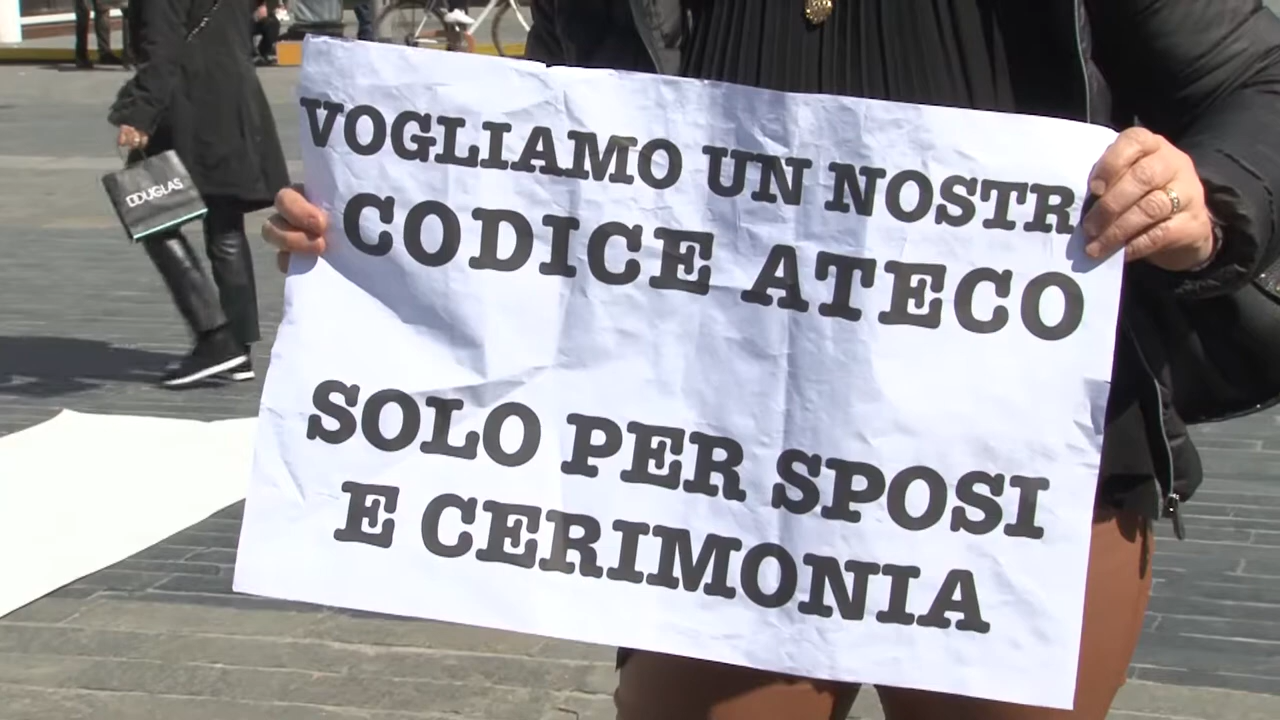 VOGLIAMO UN NOSTR
CODICE ATECO
SOLO PER SPOSI
E CERIMONIA
DOUGLAS